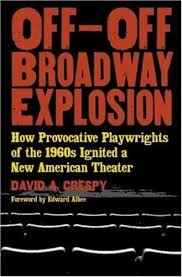 OFF–OFF
BROADWAY
EXPLOSION
How Provocative Playwrights
of the 1960s Ignited a
New American Theater
DAVID A. CRESPY
Foreword by Edward Albee